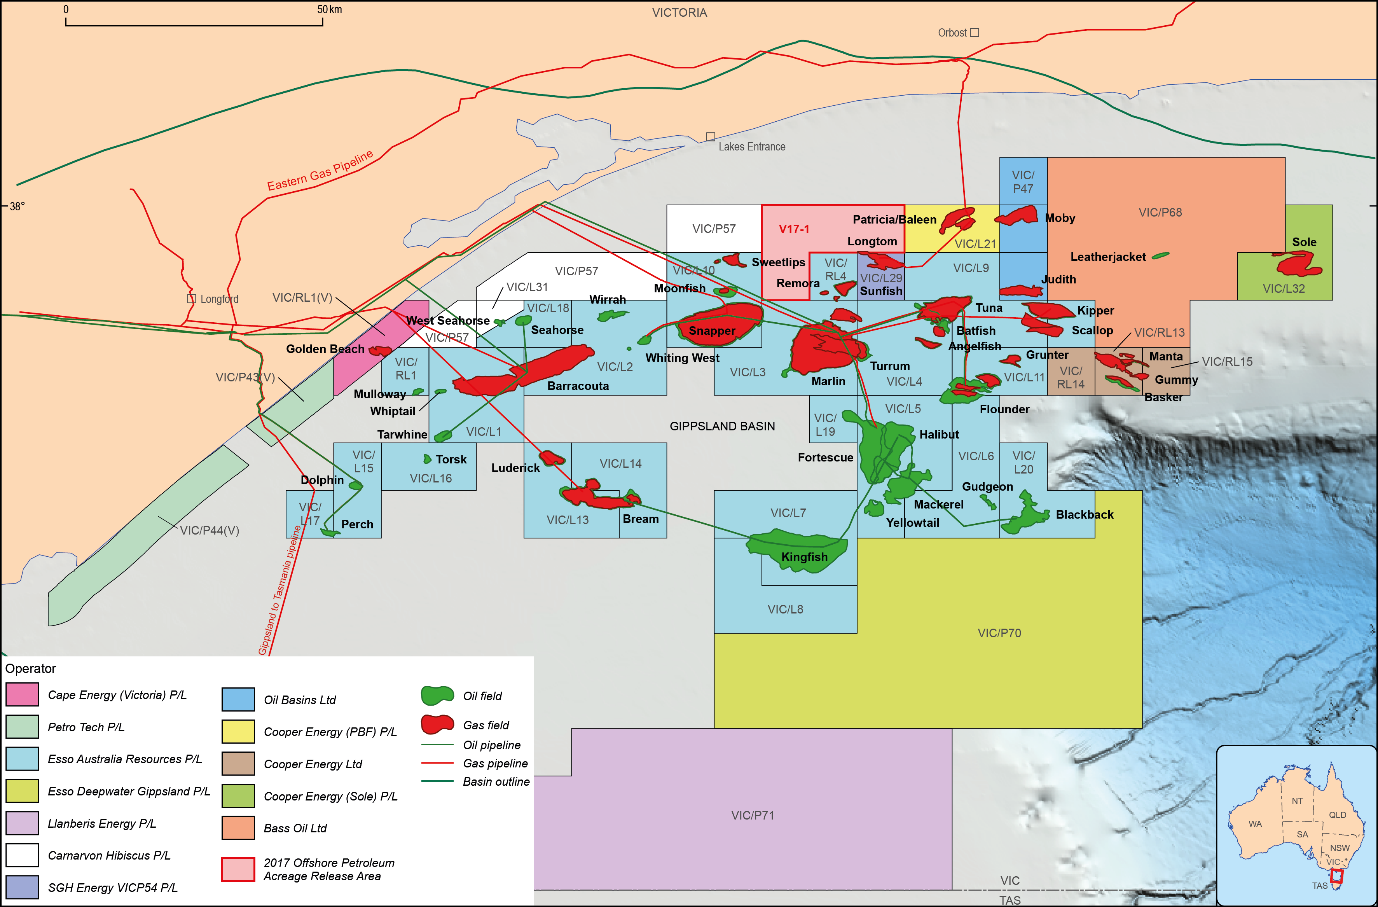 0
50 km
VICTORIA
Orbost
Lakes Entrance
Eastern Gas Pipeline
38°
VIC/
P47
VIC/P68
VIC/P57
V17-1
Patricia/Baleen
Moby
VIC/L21
Longtom
Sole
Leatherjacket
VIC/P57
VIC/L10
Sweetlips
VIC/
RL4
VIC/L29
VIC/L9
Judith
VIC/L32
Longford
VIC/RL1(V)
VIC/L31
Moonfish
Remora
Sunfish
VIC/L18
Wirrah
West Seahorse
Seahorse
Snapper
Tuna
Kipper
VIC/P57
Batfish
Scallop
VIC/RL13
Golden Beach
Whiting West
Angelfish
Grunter
Manta
VIC/RL15
VIC/
RL1
VIC/L2
VIC/L3
Marlin
Turrum
VIC/L4
VIC/L11
VIC/
RL14
Gummy
VIC/P43(V)
Mulloway
Barracouta
Basker
Whiptail
VIC/L5
Flounder
VIC/
L19
GIPPSLAND BASIN
Tarwhine
VIC/L1
Halibut
VIC/
L15
Torsk
Luderick
VIC/L14
Fortescue
VIC/L6
VIC/
L20
Dolphin
VIC/L16
Gudgeon
VIC/
L17
Perch
VIC/L13
Bream
VIC/L7
Mackerel
Blackback
Yellowtail
VIC/P44(V)
Kingfish
Gippsland to Tasmania pipeline
VIC/L8
VIC/P70
Operator
Cape Energy (Victoria) P/L
Petro Tech P/L
Esso Australia Resources P/L
Esso Deepwater Gippsland P/L
Llanberis Energy P/L
Carnarvon Hibiscus P/L
SGH Energy VICP54 P/L
Oil Basins Ltd
Cooper Energy (PBF) P/L
Cooper Energy Ltd
Cooper Energy (Sole) P/L
Bass Oil Ltd
2017 Offshore Petroleum
Acreage Release Area
Oil field
Gas field
Oil pipeline
Gas pipeline
Basin outline
VIC/P71
VIC
TAS
WA
NT
SA
QLD
NSW
VIC
TAS